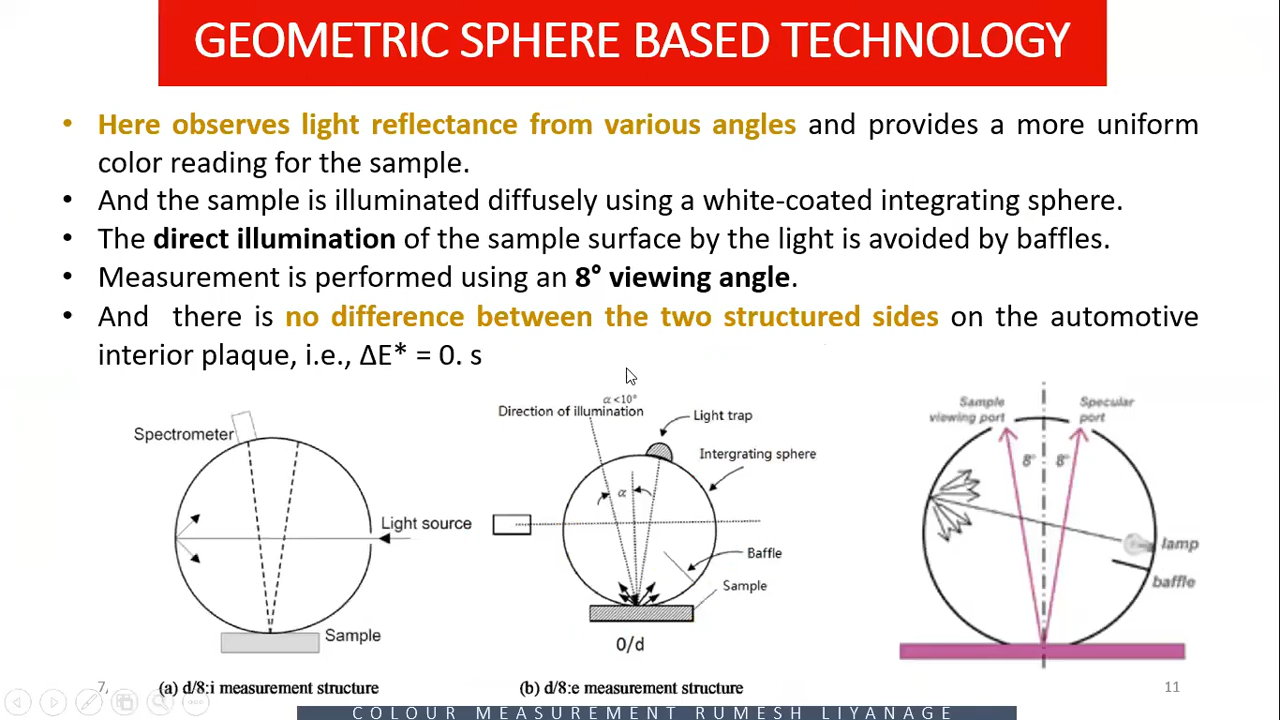 GEOMETRIC SPHERE BASED TECHNOLOGY
• Here observes light reflectance from various angles and provides a more uniform
color reading for the sample.
• And the sample is illuminated diffusely using a white-coated integrating sphere.
• The direct illumination of the sample surface by the light is avoided by baffles.
• Measurement is performed using an 8° viewing angle.
• And there is no difference between the two structured sides on the automotive
interior plaque, i.e., ΔE* = 0. s
Spectrometer
Light source
Sample
(a) d/8:i measurement structure
α<10°
Direction of illumination
Light trap
Intergrating sphere
α
Baffle
Sample
0/d
(b) d/8:e measurement structure
Sample
viewing port
Specular
port
8° 8°
lamp
baffle
7/
11
COLOUR MEASUREMENT RUMESH LIYANAGE